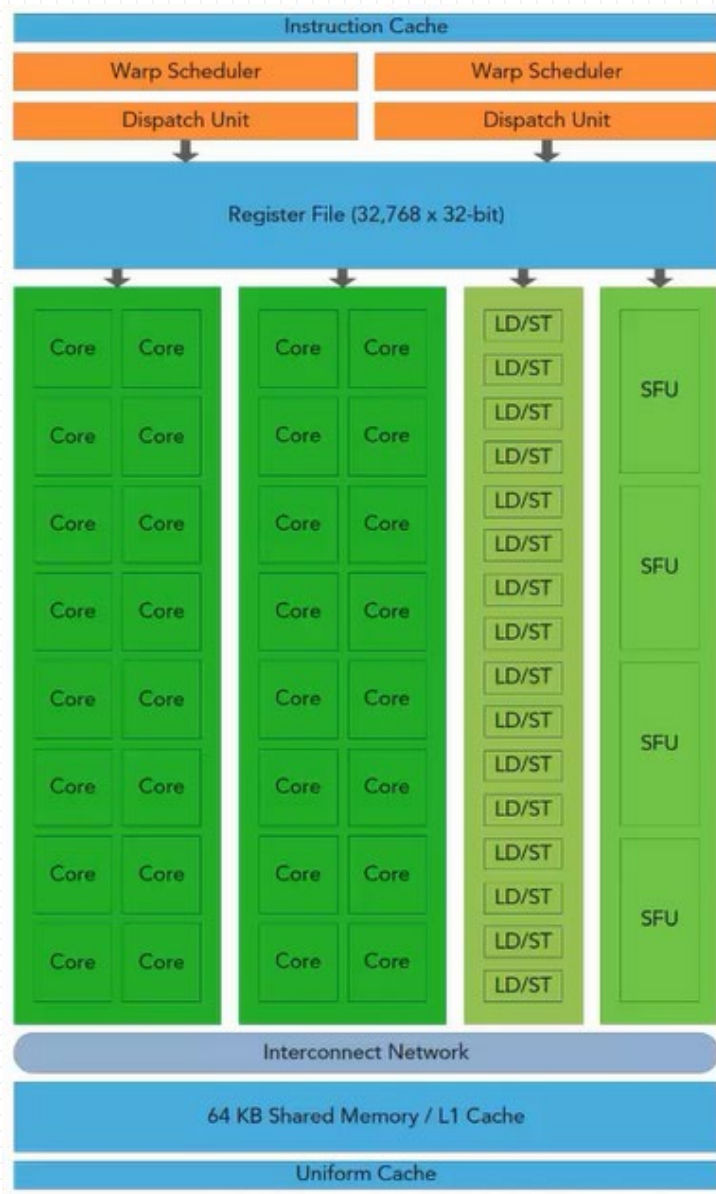 Instruction Cache
Warp Scheduler Warp Scheduler
Dispatch Unit Dispatch Unit
Register File (32,768 x 32-bit)
Core Core Core Core LD/ST SFU
LD/ST
Core Core Core Core LD/ST
LD/ST
Core Core Core Core LD/ST SFU
LD/ST
Core Core Core Core LD/ST
LD/ST
Core Core Core Core LD/ST SFU
LD/ST
Core Core Core Core LD/ST
LD/ST
Core Core Core Core LD/ST SFU
LD/ST
Core Core Core Core LD/ST
LD/ST
Interconnect Network
64 KB Shared Memory / L1 Cache
Uniform Cache